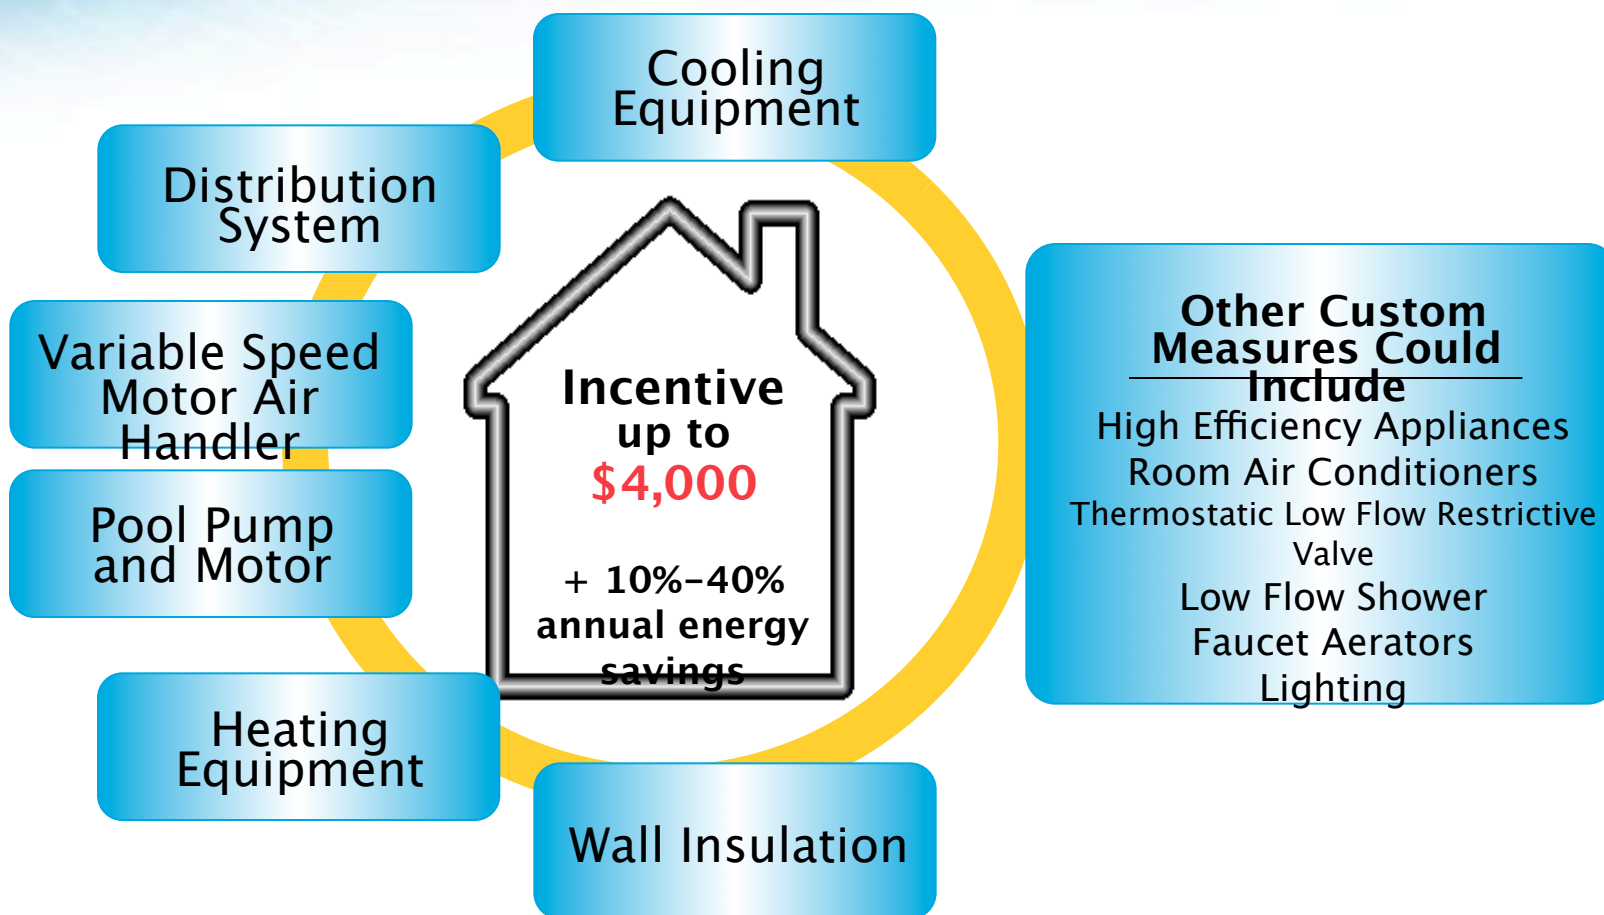 Cooling
Equipment
Distribution
System
Variable Speed
Motor Air
Handler
Pool Pump
and Motor
Heating
Equipment
Wall Insulation
Incentive
up to
$4,000
+ 10%-40%
annual energy
savings
Other Custom
Measures Could
Include
High Efficiency Appliances
Room Air Conditioners
Thermostatic Low Flow Restrictive
Valve
Low Flow Shower
Faucet Aerators
Lighting